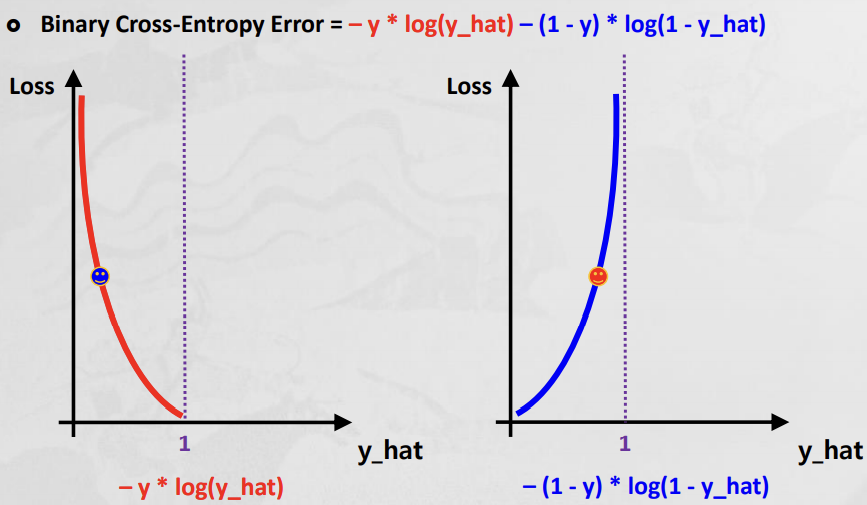 Binary Cross-Entropy Error = – y * log(y_hat) – (1 - y) * log(1 - y_hat)
Loss
1
y_hat
– y * log(y_hat)
Loss
1
y_hat
– (1 - y) * log(1 - y_hat)